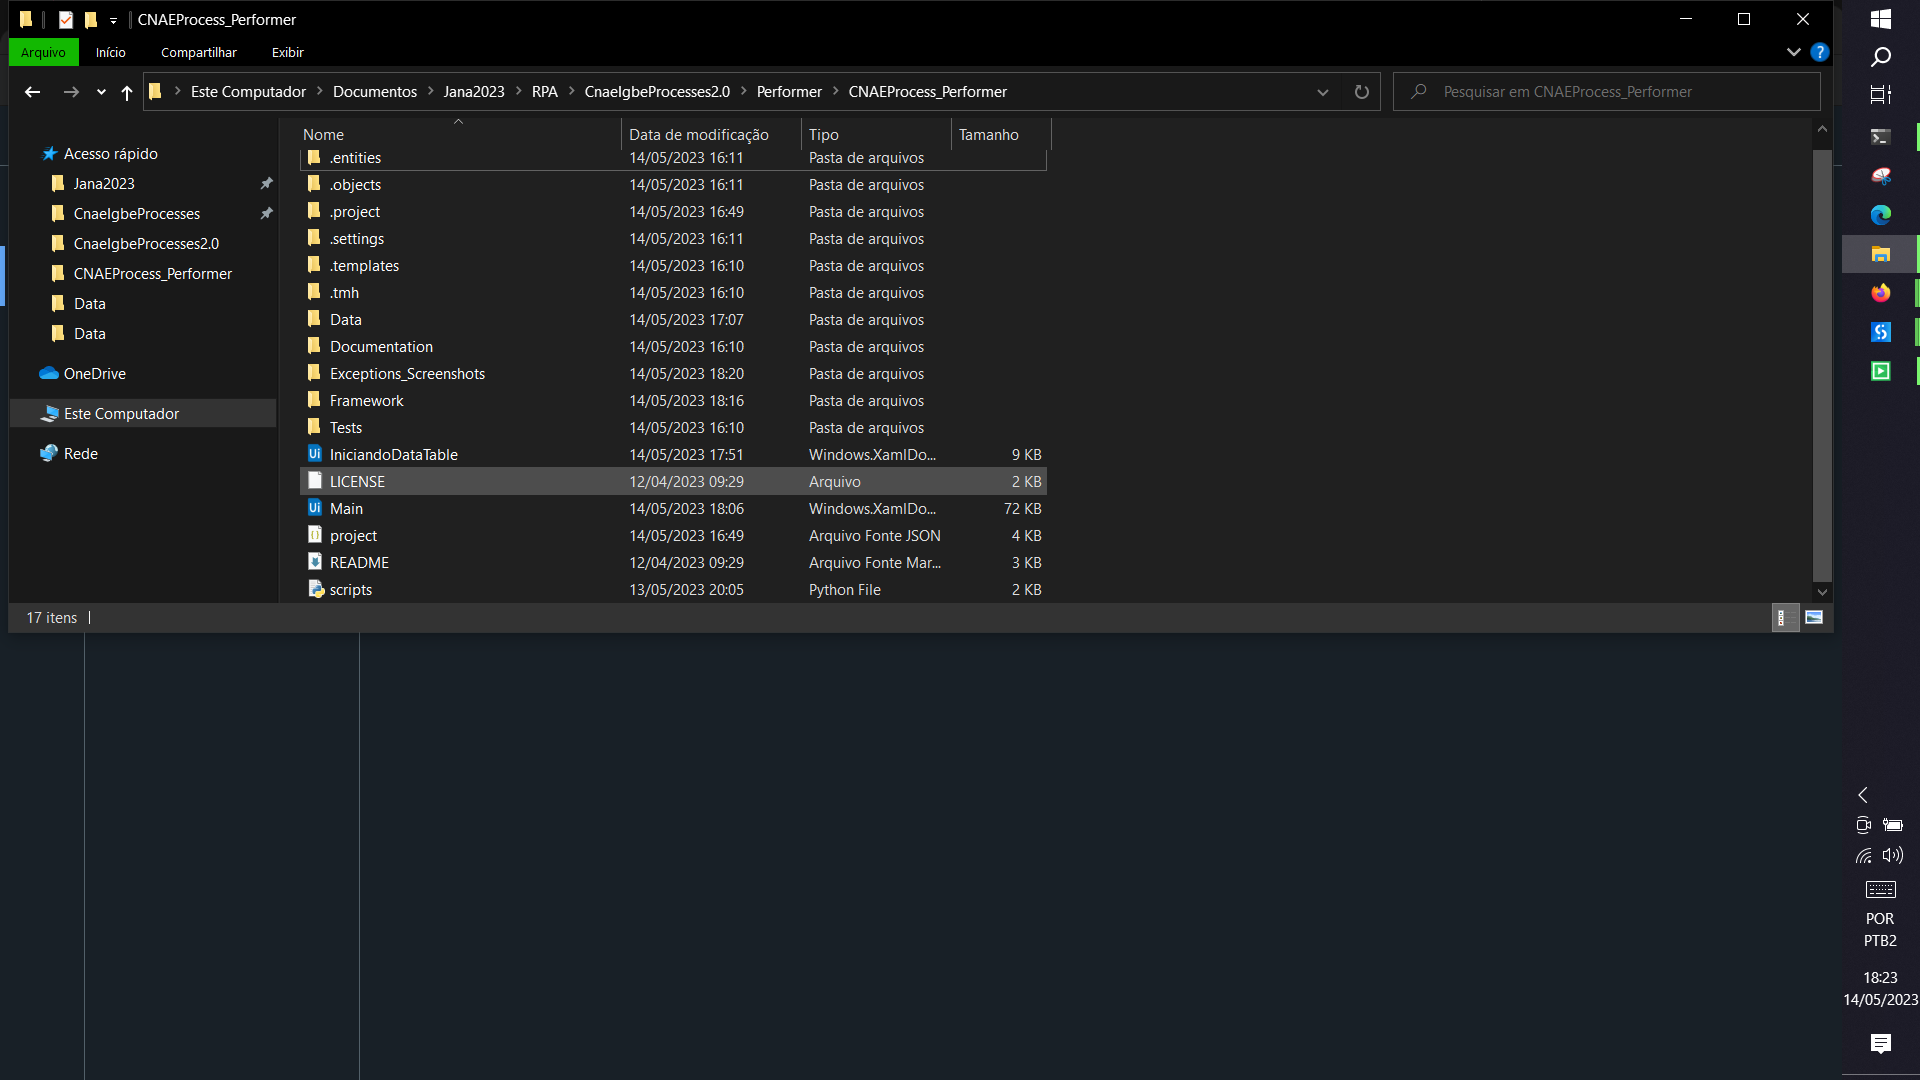 CNAEProcess_Performer
Arquivo Início Compartilhar Exibir
Este Computador Documentos Jana2023 RPA CnaeIgbeProcesses2.0 Performer CNAEProcess_Performer
Pesquisar em CNAEProcess_Performer
Acesso rápido
Jana2023
CnaeIgbeProcesses
CnaeIgbeProcesses2.0
CNAEProcess_Performer
Data
Data
OneDrive
Este Computador
Rede
Nome Data de modificação Tipo Tamanho
.entities 14/05/2023 16:11 Pasta de arquivos
.objects 14/05/2023 16:11 Pasta de arquivos
.project 14/05/2023 16:49 Pasta de arquivos
.settings 14/05/2023 16:11 Pasta de arquivos
.templates 14/05/2023 16:10 Pasta de arquivos
.tmh 14/05/2023 16:10 Pasta de arquivos
Data 14/05/2023 17:07 Pasta de arquivos
Documentation 14/05/2023 16:10 Pasta de arquivos
Exceptions_Screenshots 14/05/2023 18:20 Pasta de arquivos
Framework 14/05/2023 18:16 Pasta de arquivos
Tests 14/05/2023 16:10 Pasta de arquivos
IniciandoDataTable 14/05/2023 17:51 Windows.XamlDo... 9 KB
LICENSE 12/04/2023 09:29 Arquivo 2 KB
Main 14/05/2023 18:06 Windows.XamlDo... 72 KB
project 14/05/2023 16:49 Arquivo Fonte JSON 4 KB
README 12/04/2023 09:29 Arquivo Fonte Mar... 3 KB
scripts 13/05/2023 20:05 Python File 2 KB
17 itens
POR
PTB2
18:23
14/05/2023